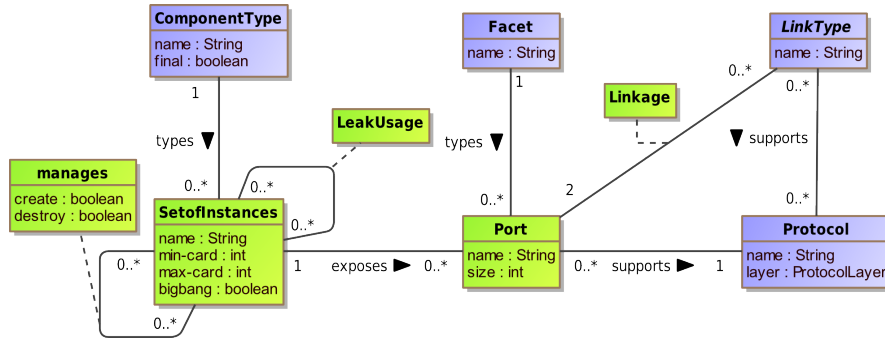 ComponentType
name : String
final : boolean
Facet
name : String
LinkType
name : String
1
1
0..*
0..*
Linkage
LeakUsage
types
types
supports
manages
create : boolean
destroy : boolean
0..*
0..*
2
0..*
0..*
0..*
SetofInstances
name : String
min-card : int
max-card : int
bigbang : boolean
Port
name : String
size : int
Protocol
name : String
layer : ProtocolLayer
0..*
1
exposes
0..*
0..*
supports
1
0..*